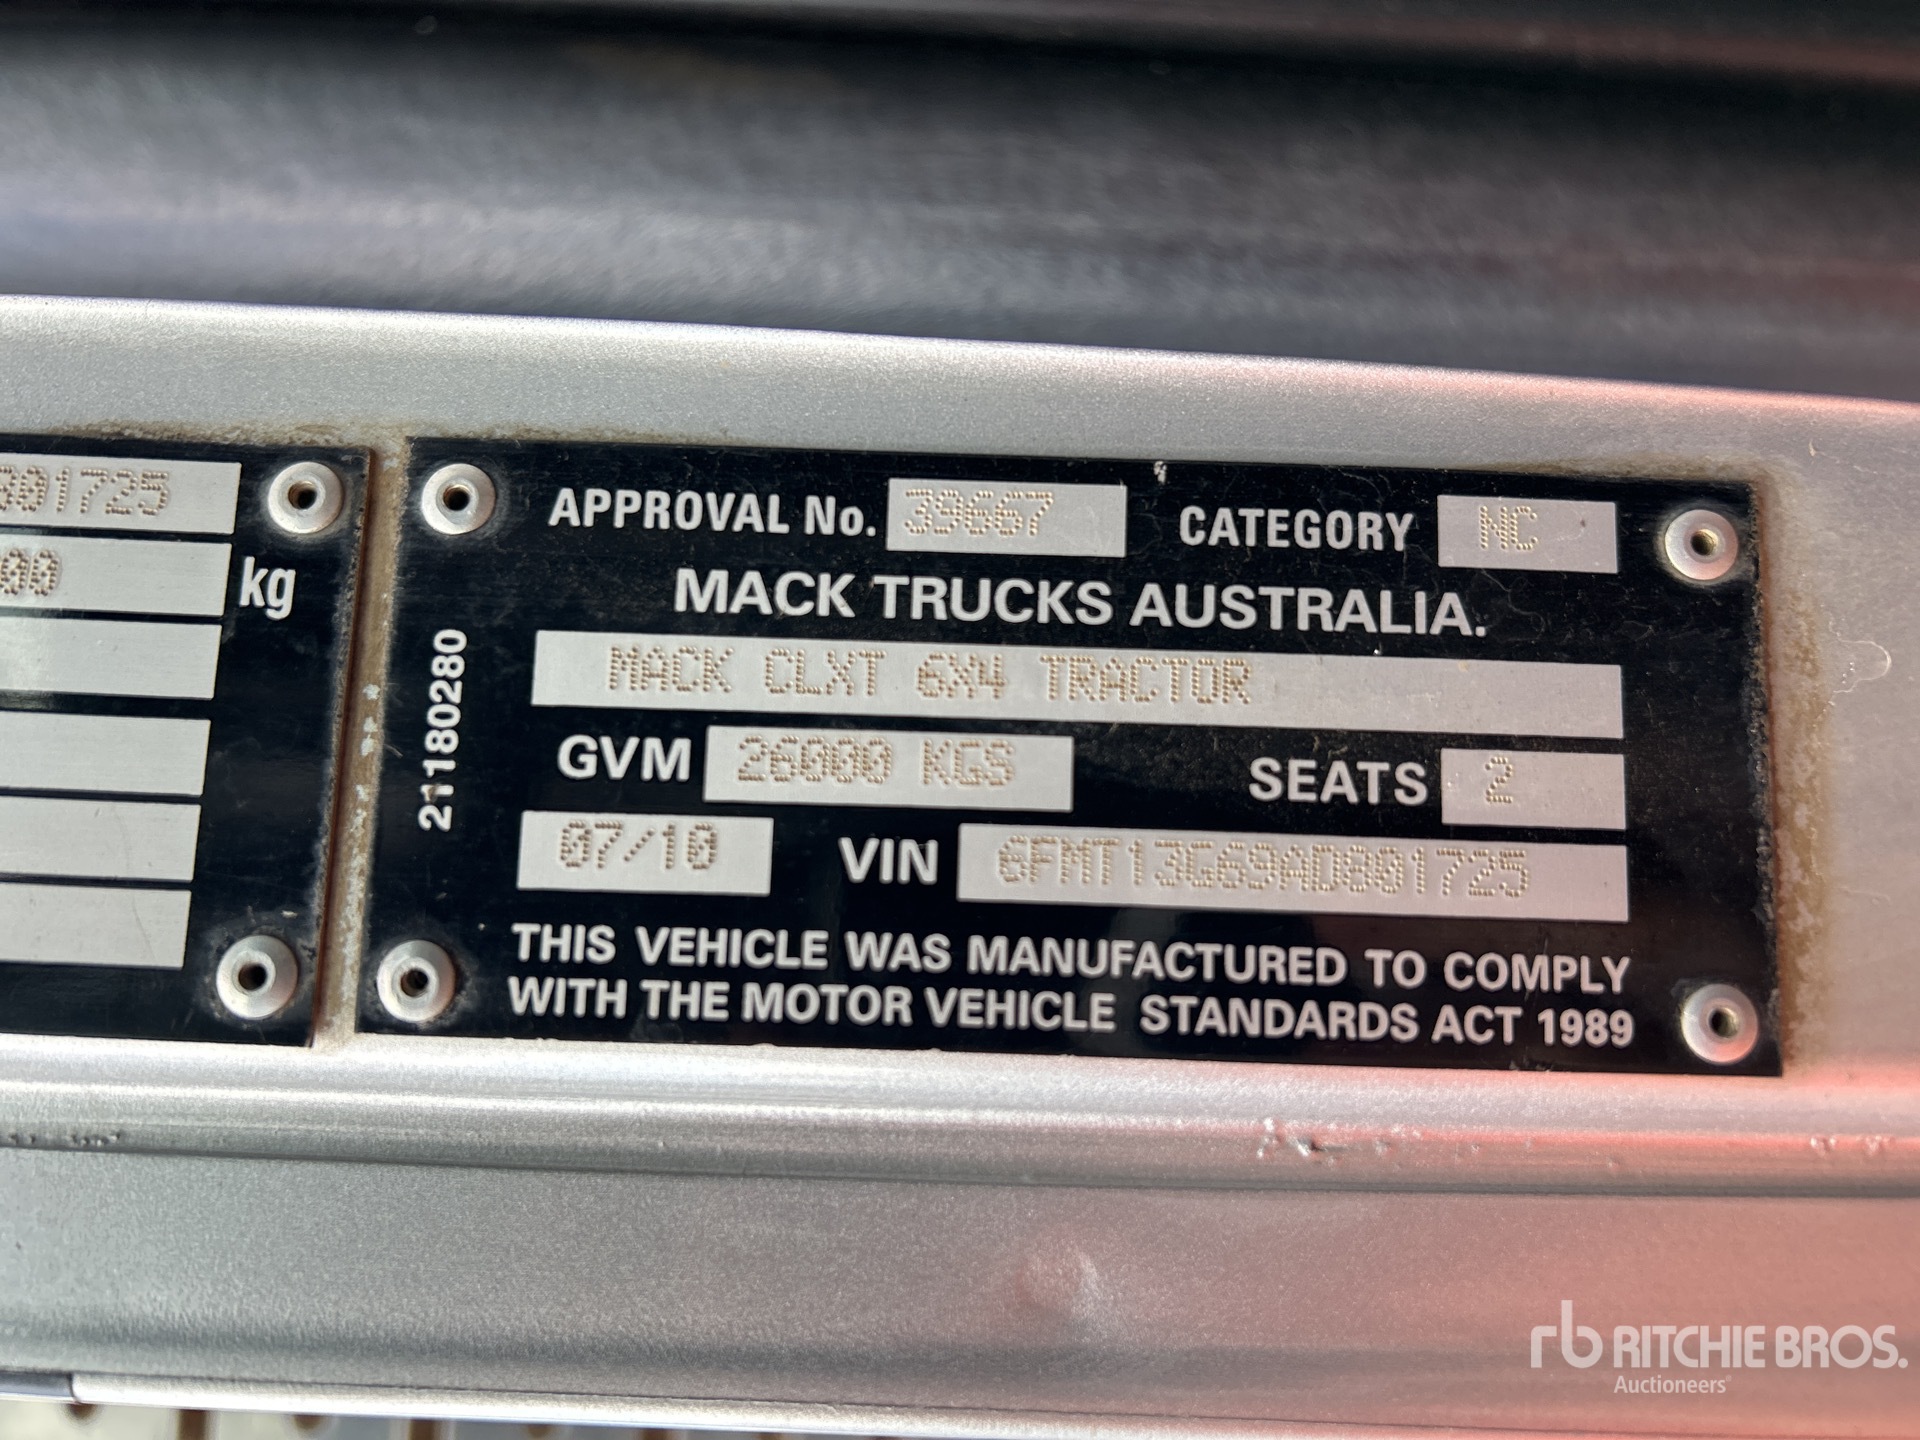 301725
00 kg
APPROVAL No. 39667 CATEGORY NC
MACK TRUCKS AUSTRALIA.
MACK CLXT 6X4 TRACTOR
GVM 26000 KGS SEATS 2
07/10 VIN 6FMT13G69AD801725
THIS VEHICLE WAS MANUFACTURED TO COMPLY
WITH THE MOTOR VEHICLE STANDARDS ACT 1989
21180280
rb RITCHIE BROS.
Auctioneers